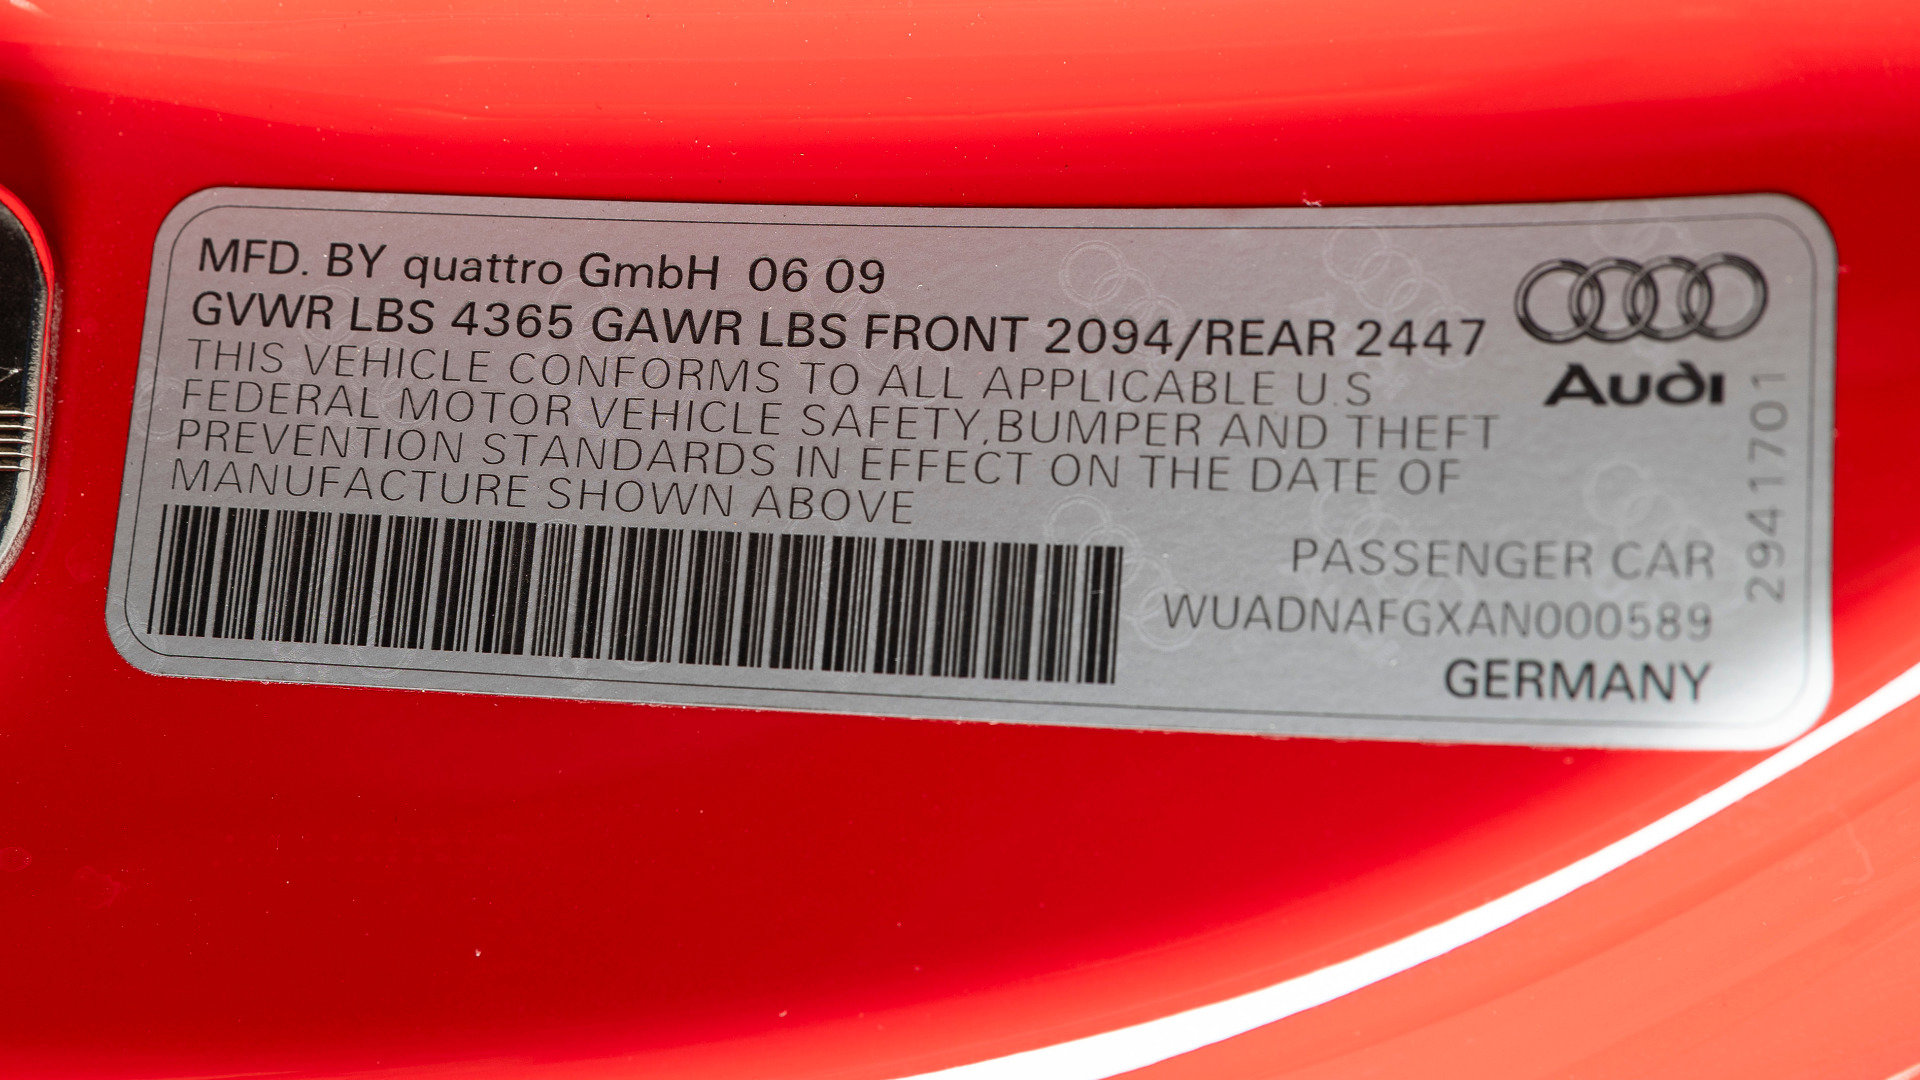 MFD. BY quattro GmbH 06 09
GVWR LBS 4365 GAWR LBS FRONT 2094/REAR 2447
THIS VEHICLE CONFORMS TO ALL APPLICABLE U.S
FEDERAL MOTOR VEHICLE SAFETY,BUMPER AND THEFT
PREVENTION STANDARDS IN EFFECT ON THE DATE OF
MANUFACTURE SHOWN ABOVE
Audi
2941701
PASSENGER CAR
WUADNAFGXAN000589
GERMANY